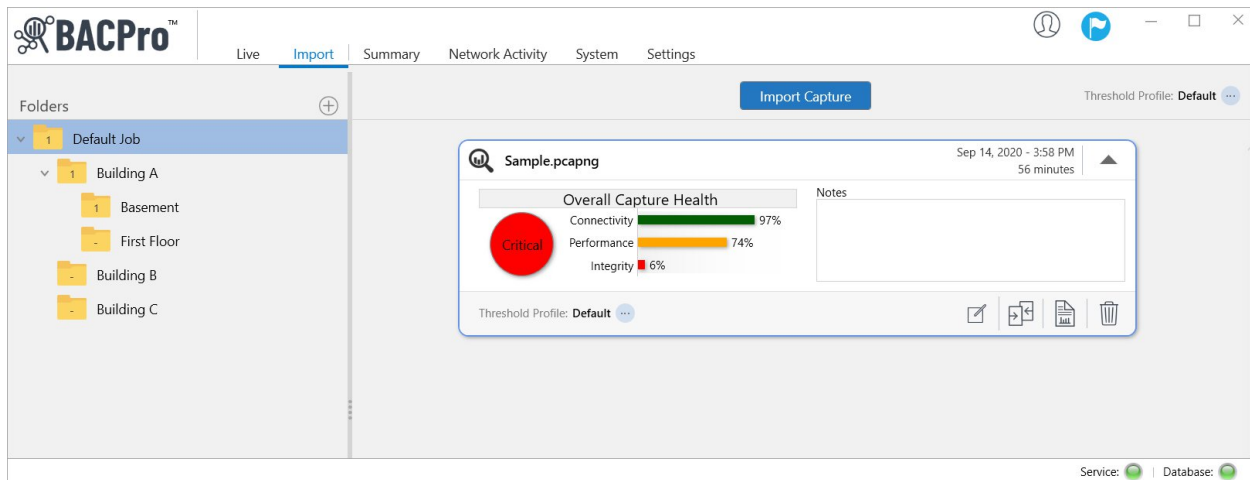 BACPro™
Live Import Summary Network Activity System Settings
Folders
Import Capture
Threshold Profile: Default ...
1 Default Job
1 Building A
1 Basement
- First Floor
- Building B
- Building C
Sample.pcapng
Sep 14, 2020 - 3:58 PM
56 minutes
Overall Capture Health
Critical
Connectivity 97%
Performance 74%
Integrity 6%
Notes
Threshold Profile: Default ...
Service: | Database: